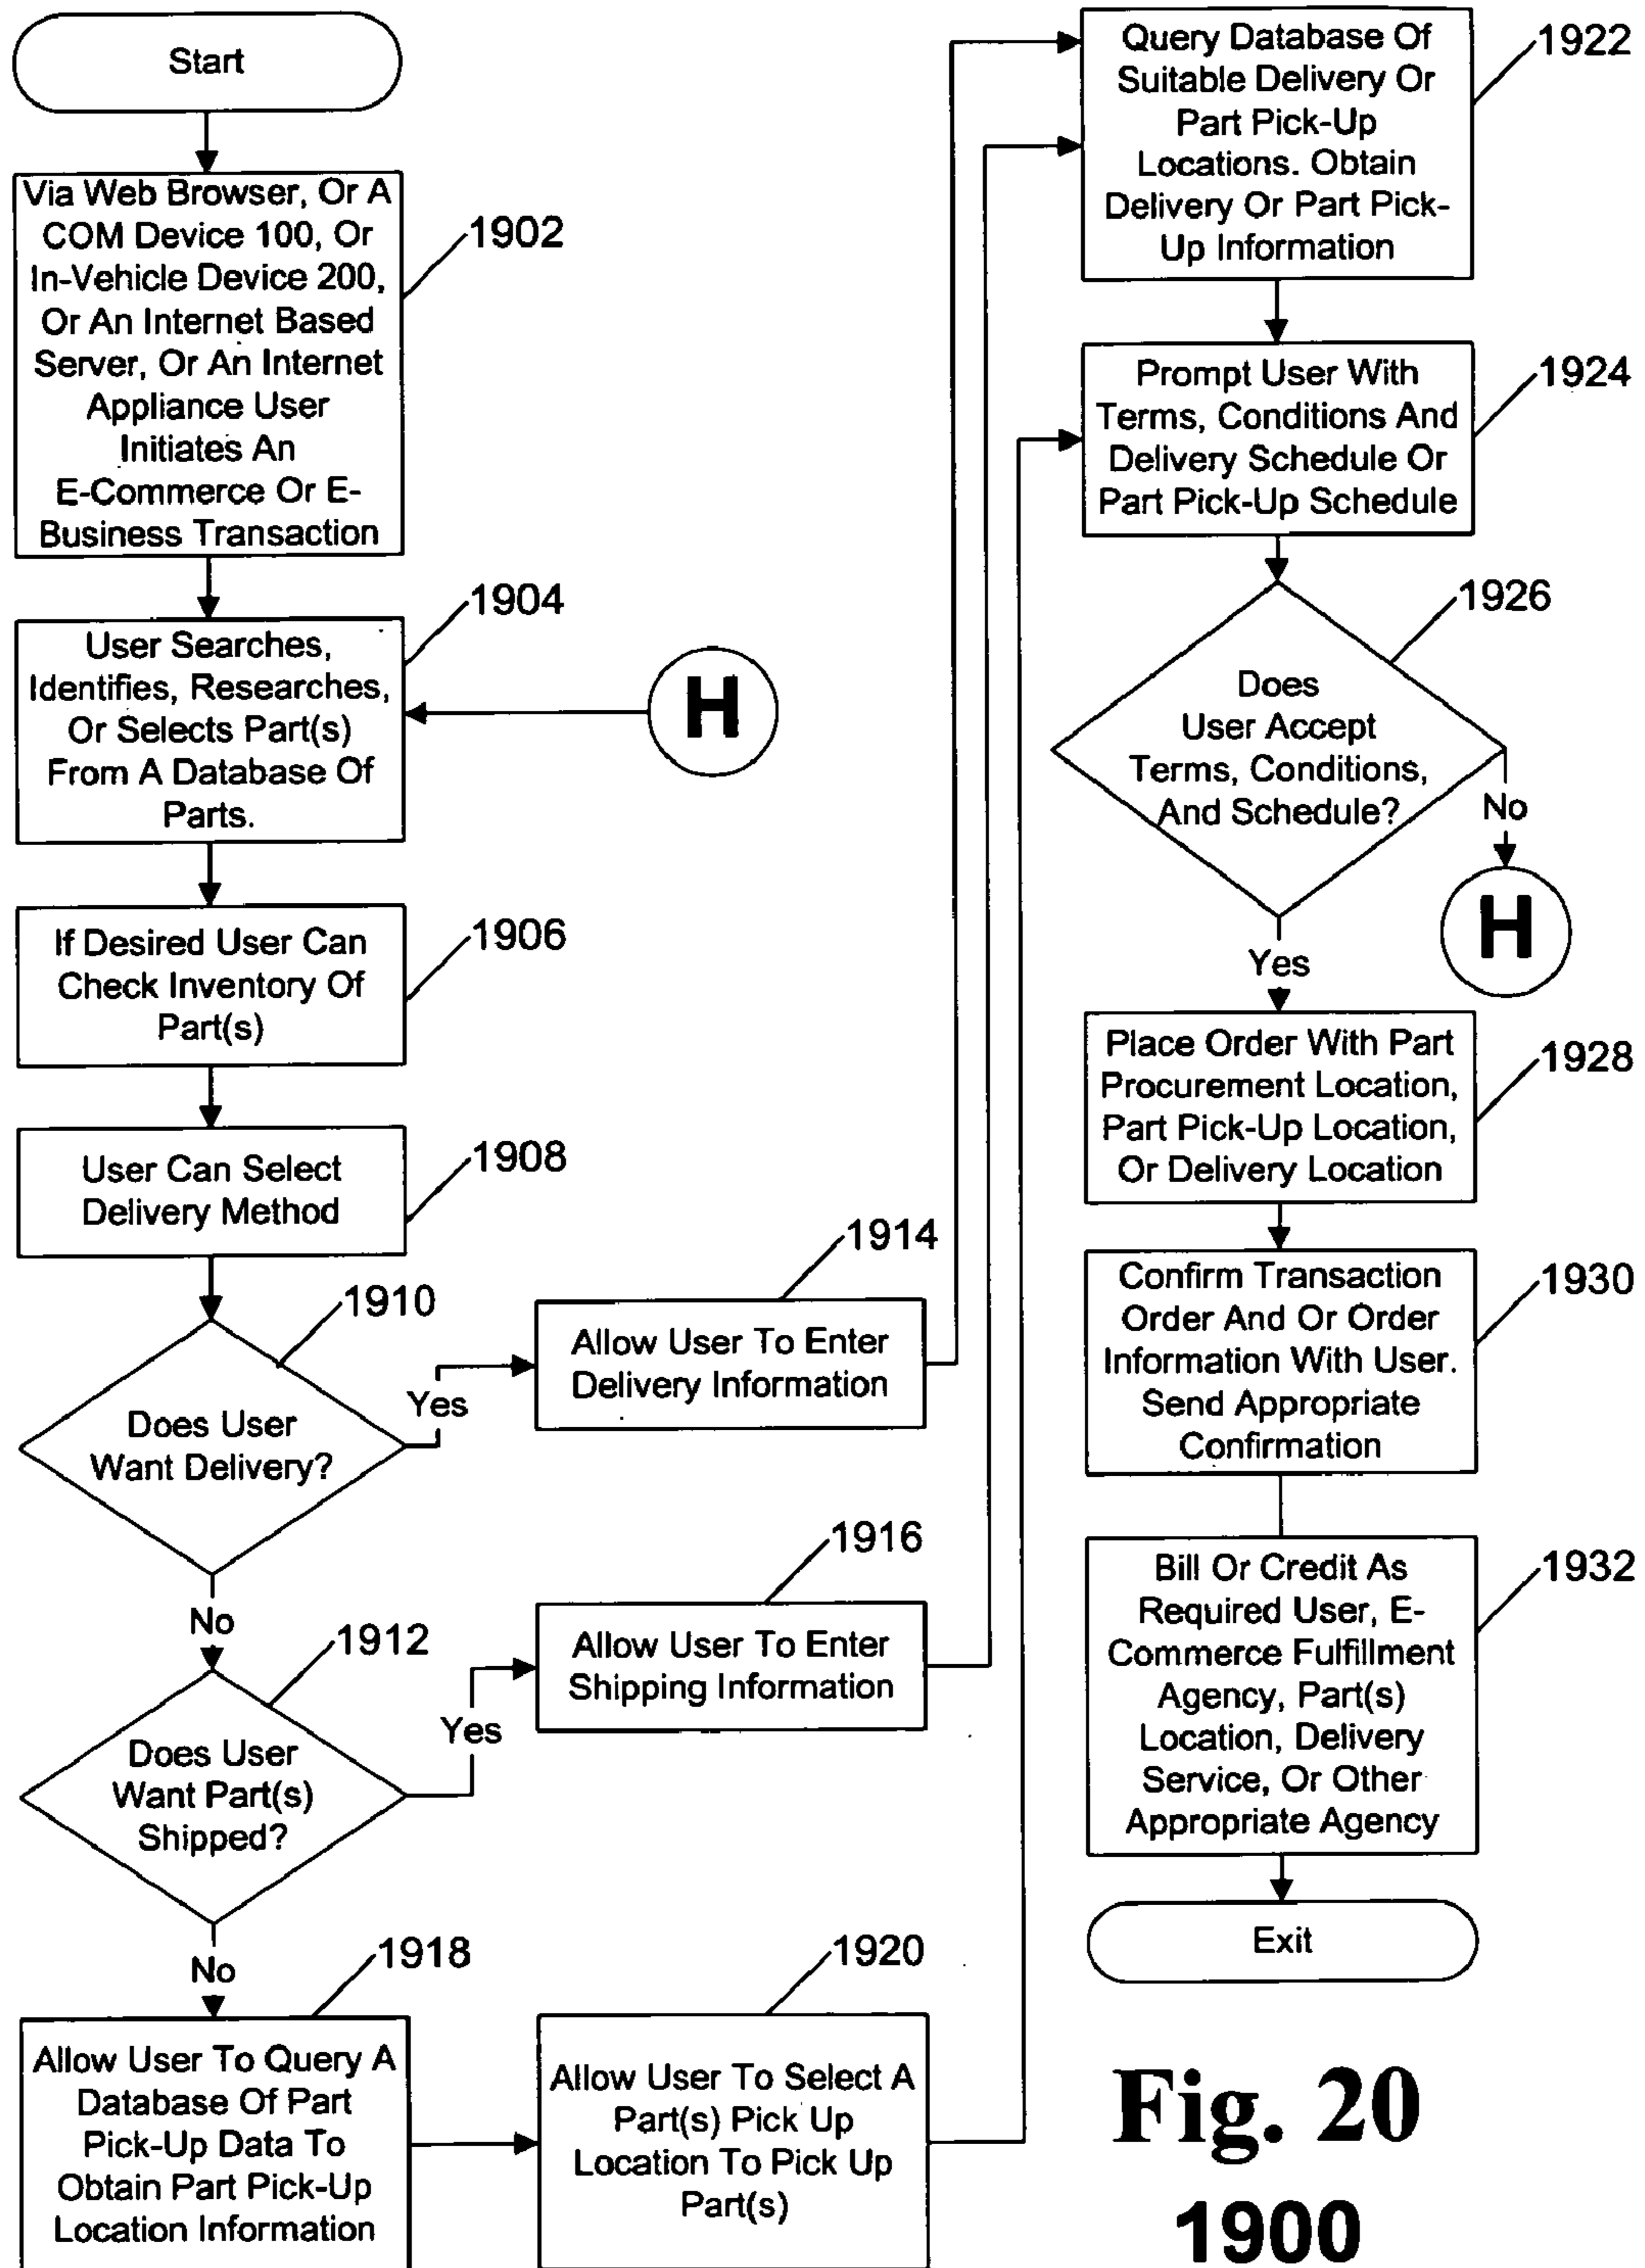 Start
Via Web Browser, Or A
COM Device 100, Or
In-Vehicle Device 200,
Or An Internet Based
Server, Or An Internet
Appliance User
Initiates An
E-Commerce Or E-
Business Transaction
1902
User Searches,
Identifies, Researches,
Or Selects Part(s)
From A Database Of
Parts.
1904
H
If Desired User Can
Check Inventory Of
Part(s)
1906
User Can Select
Delivery Method
1908
Does User
Want Delivery?
1910
Yes
No
Allow User To Enter
Delivery Information
1914
Does User
Want Part(s)
Shipped?
1912
Yes
No
Allow User To Enter
Shipping Information
1916
Allow User To Query A
Database Of Part
Pick-Up Data To
Obtain Part Pick-Up
Location Information
1918
Allow User To Select A
Part(s) Pick Up
Location To Pick Up
Part(s)
1920
Query Database Of
Suitable Delivery Or
Part Pick-Up
Locations. Obtain
Delivery Or Part Pick-
Up Information
1922
Prompt User With
Terms, Conditions And
Delivery Schedule Or
Part Pick-Up Schedule
1924
Does
User Accept
Terms, Conditions,
And Schedule?
1926
No
H
Yes
Place Order With Part
Procurement Location,
Part Pick-Up Location,
Or Delivery Location
1928
Confirm Transaction
Order And Or Order
Information With User.
Send Appropriate
Confirmation
1930
Bill Or Credit As
Required User, E-
Commerce Fulfillment
Agency, Part(s)
Location, Delivery
Service, Or Other
Appropriate Agency
1932
Exit
Fig. 20
1900